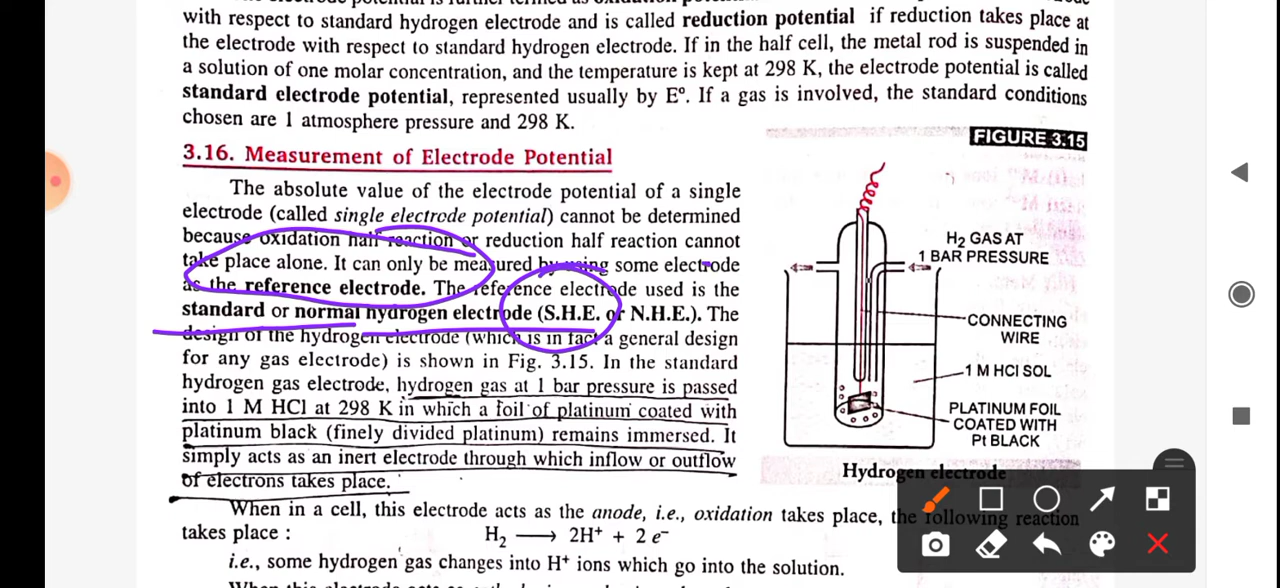 with respect to standard hydrogen electrode and is called reduction potential if reduction takes place at
the electrode with respect to standard hydrogen electrode. If in the half cell, the metal rod is suspended in
a solution of one molar concentration, and the temperature is kept at 298 K, the electrode potential is called
standard electrode potential, represented usually by E°. If a gas is involved, the standard conditions
chosen are 1 atmosphere pressure and 298 K.
3.16. Measurement of Electrode Potential
The absolute value of the electrode potential of a single
electrode (called single electrode potential) cannot be determined
because oxidation half reaction or reduction half reaction cannot
take place alone. It can only be measured by using some electrode
as the reference electrode. The reference electrode used is the
standard or normal hydrogen electrode (S.H.E. or N.H.E.). The
design of the hydrogen electrode (which is in fact a general design
for any gas electrode) is shown in Fig. 3.15. In the standard
hydrogen gas electrode, hydrogen gas at 1 bar pressure is passed
into 1 M HCl at 298 K in which a foil of platinum coated with
platinum black (finely divided platinum) remains immersed. It
simply acts as an inert electrode through which inflow or outflow
of electrons takes place.
FIGURE 3.15
H₂ GAS AT
1 BAR PRESSURE
CONNECTING
WIRE
1 M HCl SOL
PLATINUM FOIL
COATED WITH
Pt BLACK
Hydrogen electrode
When in a cell, this electrode acts as the anode, i.e., oxidation takes place, the following reaction
takes place :
H₂ ⟶ 2H⁺ + 2 e⁻
i.e., some hydrogen gas changes into H⁺ ions which go into the solution.